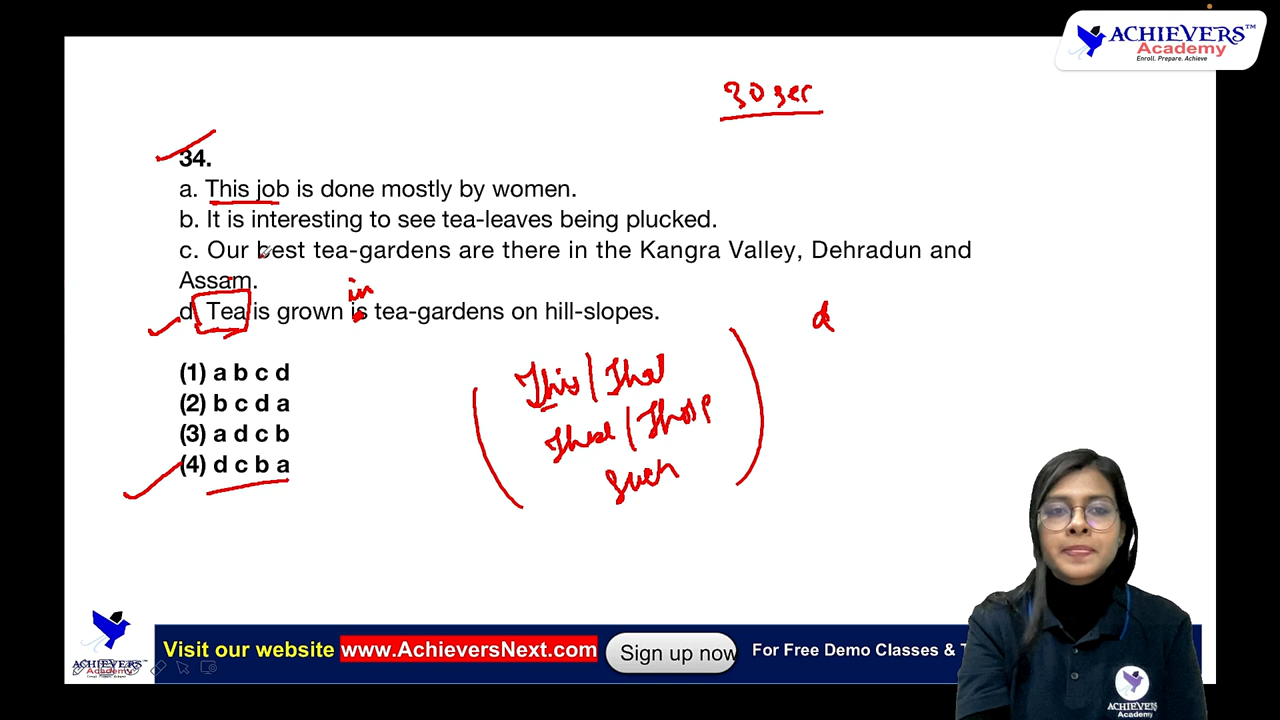 ACHIEVERS™
Academy
Enroll. Prepare. Achieve
30 sec
34.
a. This job is done mostly by women.
b. It is interesting to see tea-leaves being plucked.
c. Our best tea-gardens are there in the Kangra Valley, Dehradun and
Assam.
in
d. Tea is grown is tea-gardens on hill-slopes.
d
(1) a b c d
(2) b c d a
(3) a d c b
(4) d c b a
This / That
These / Those
Such
Visit our website www.AchieversNext.com
Sign up now
For Free Demo Classes & T
ACHIEVERS
Academy
Enroll. Prepare. Achieve
ACHIEVERS
Academy